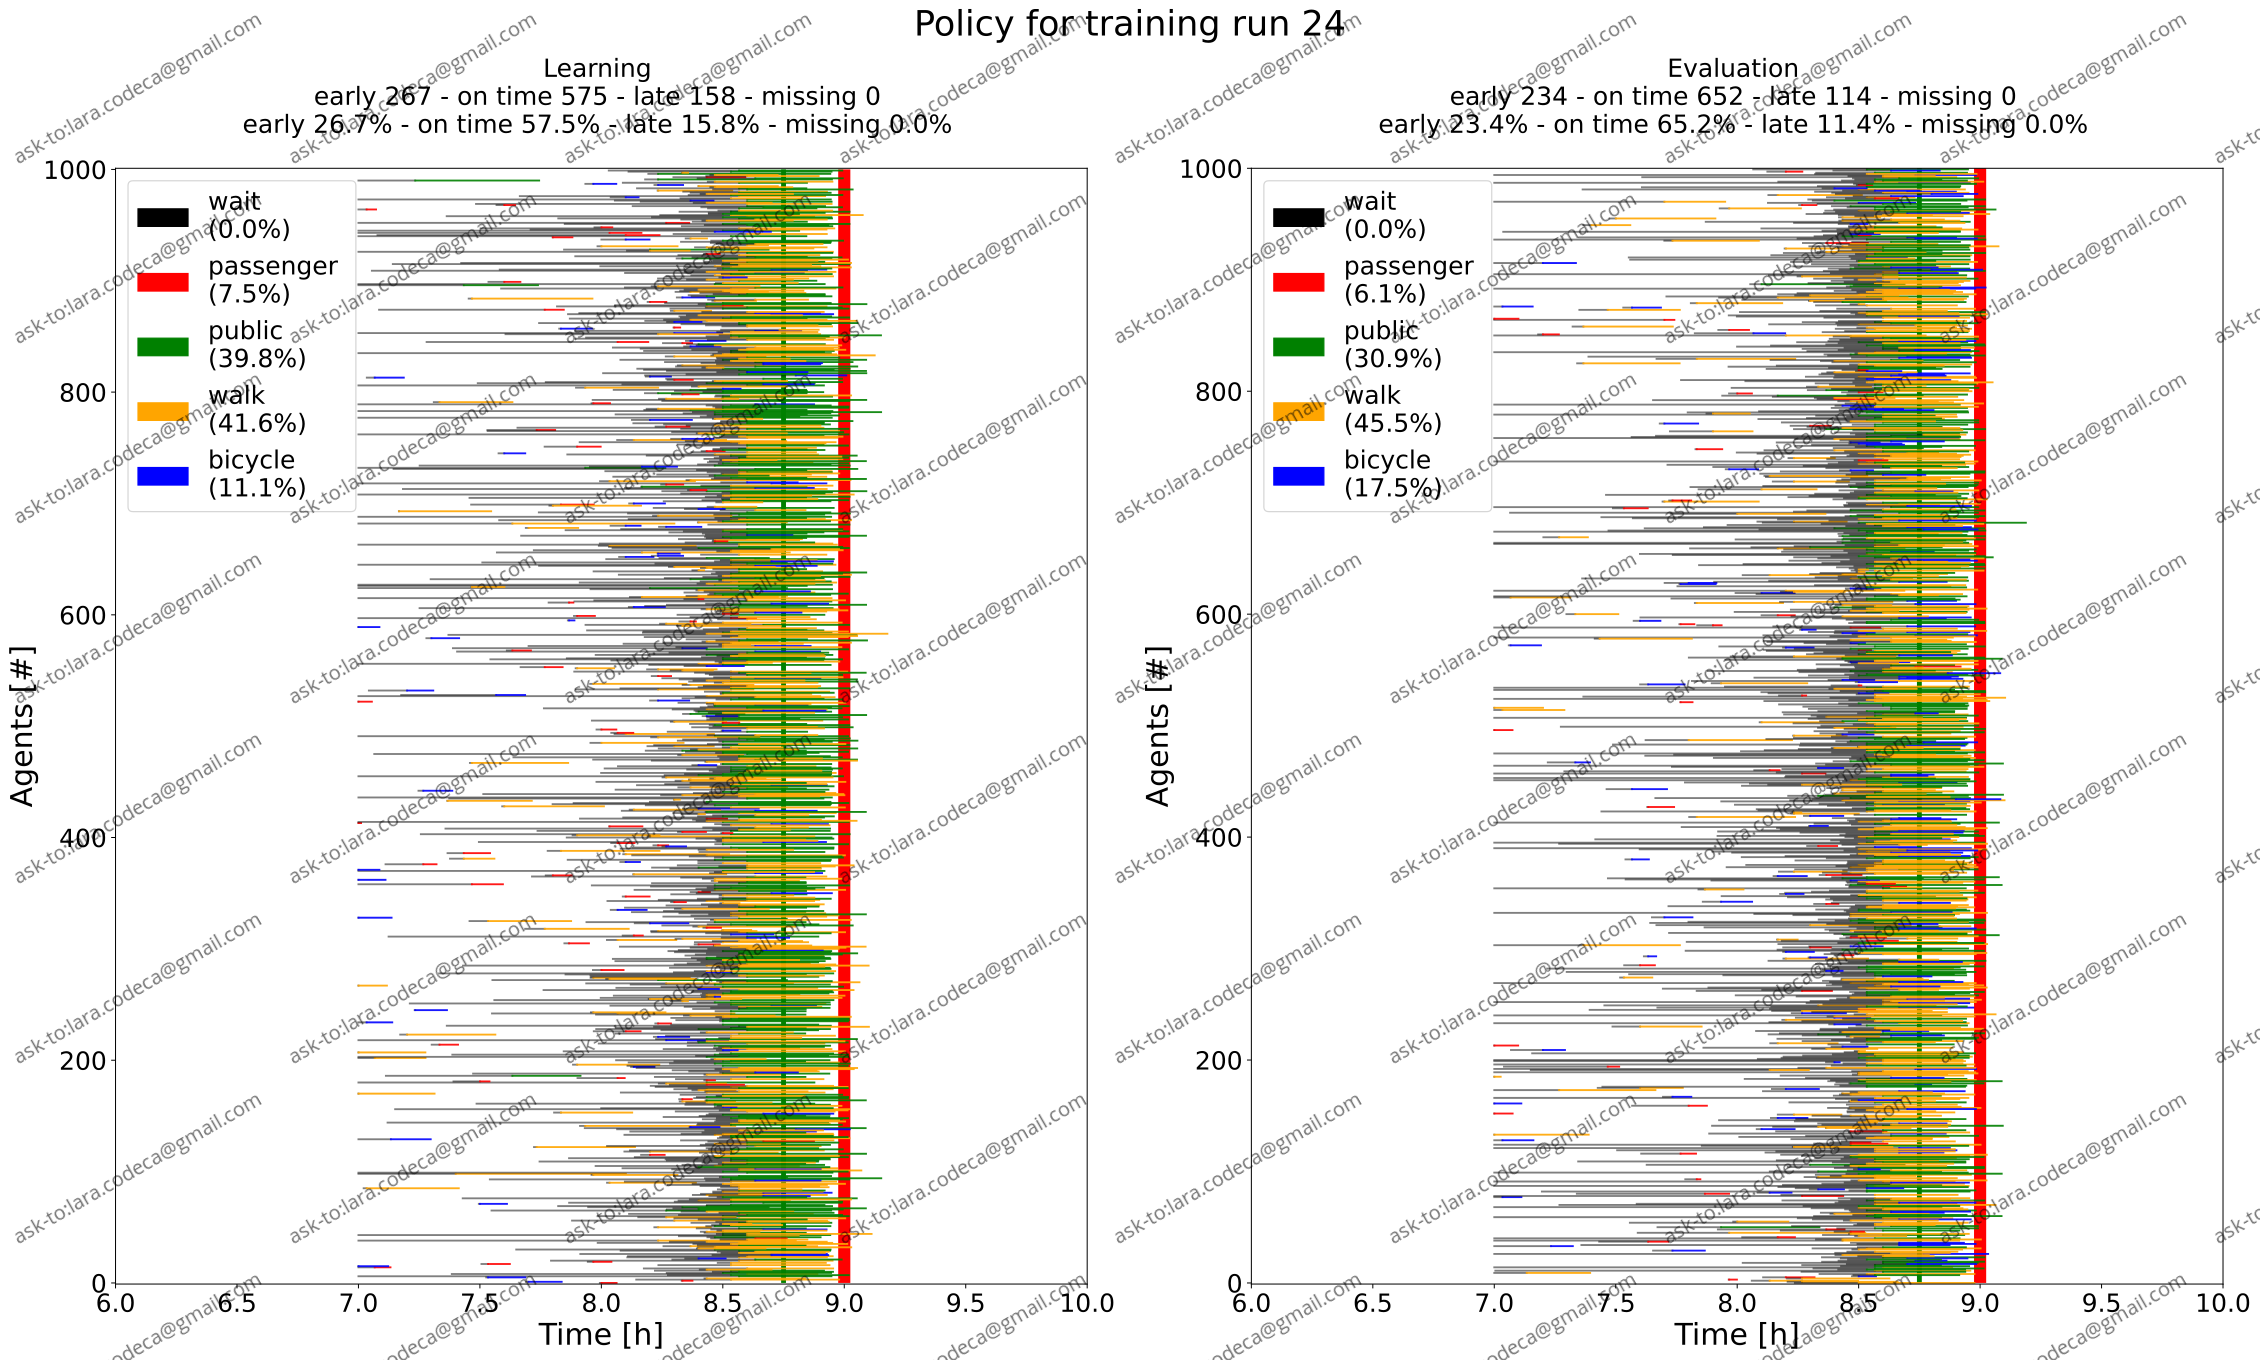 Policy for training run 24
Learning
early 267 - on time 575 - late 158 - missing 0
early 26.7% - on time 57.5% - late 15.8% - missing 0.0%
1000
800
600
400
200
0
Agents [#]
wait
(0.0%)
passenger
(7.5%)
public
(39.8%)
walk
(41.6%)
bicycle
(11.1%)
6.0 6.5 7.0 7.5 8.0 8.5 9.0 9.5 10.0
Time [h]
Evaluation
early 234 - on time 652 - late 114 - missing 0
early 23.4% - on time 65.2% - late 11.4% - missing 0.0%
1000
800
600
400
200
0
Agents [#]
wait
(0.0%)
passenger
(6.1%)
public
(30.9%)
walk
(45.5%)
bicycle
(17.5%)
6.0 6.5 7.0 7.5 8.0 8.5 9.0 9.5 10.0
Time [h]
ask-to:lara.codeca@gmail.com